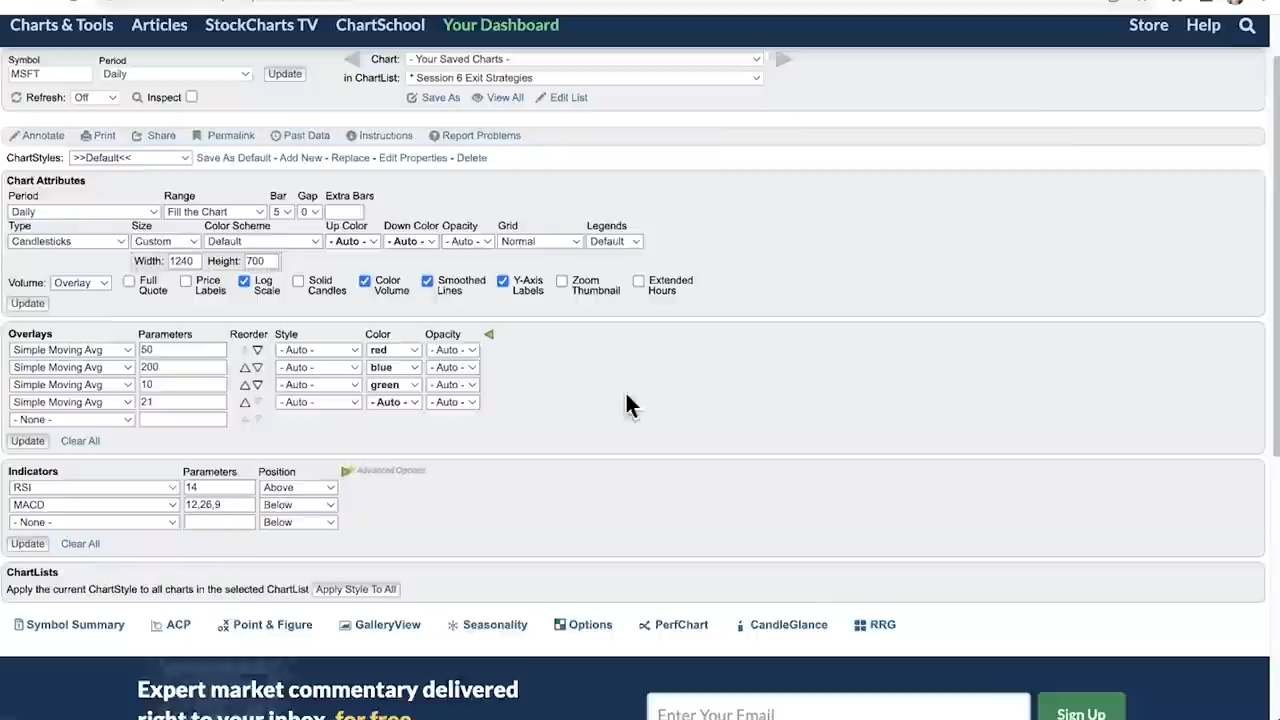 Charts & Tools Articles StockCharts TV ChartSchool Your Dashboard Store Help
Symbol Period Chart: - Your Saved Charts -
MSFT Daily Update in ChartList: * Session 6 Exit Strategies
Refresh: Off Inspect Save As View All Edit List
Annotate Print Share Permalink Past Data Instructions Report Problems
ChartStyles: >>Default<< Save As Default - Add New - Replace - Edit Properties - Delete
Chart Attributes
Period Range Bar Gap Extra Bars
Daily Fill the Chart 5 0
Type Size Color Scheme Up Color Down Color Opacity Grid Legends
Candlesticks Custom Default - Auto - - Auto - - Auto - Normal Default
Width: 1240 Height: 700
Volume: Overlay Full Quote Price Labels Log Scale Solid Candles Color Volume Smoothed Lines Y-Axis Labels Zoom Thumbnail Extended Hours
Update
Overlays Parameters Reorder Style Color Opacity
Simple Moving Avg 50 - Auto - red - Auto -
Simple Moving Avg 200 - Auto - blue - Auto -
Simple Moving Avg 10 - Auto - green - Auto -
Simple Moving Avg 21 - Auto - - Auto - - Auto -
- None -
Update Clear All
Indicators Parameters Position Advanced Options
RSI 14 Above
MACD 12,26,9 Below
- None - Below
Update Clear All
ChartLists
Apply the current ChartStyle to all charts in the selected ChartList Apply Style To All
Symbol Summary ACP Point & Figure GalleryView Seasonality Options PerfChart CandleGlance RRG
Expert market commentary delivered
right to your inbox, for free.
Enter Your Email Sign Up